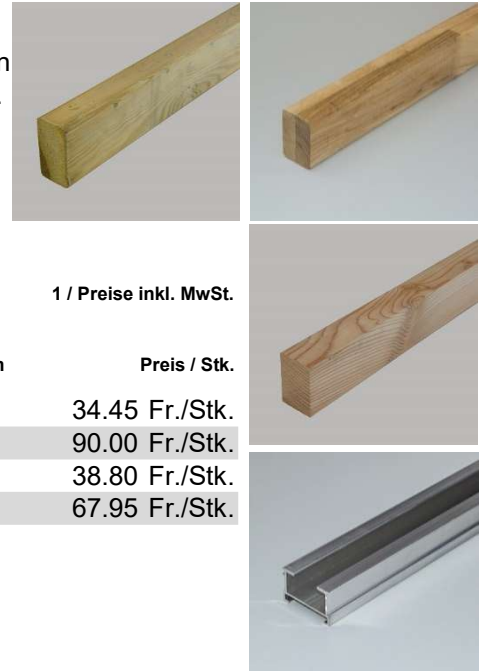 n
1 / Preise inkl. MwSt.
n Preis / Stk.
34.45 Fr./Stk.
90.00 Fr./Stk.
38.80 Fr./Stk.
67.95 Fr./Stk.